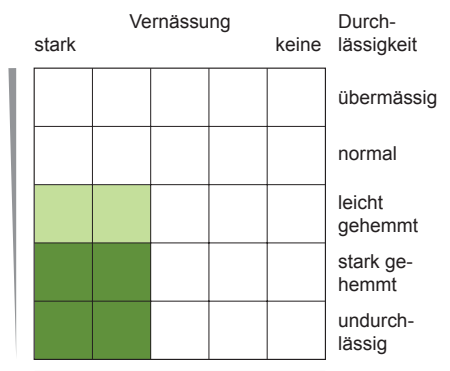 Vernässung
Durch-
stark keine lässigkeit
übermässig
normal
leicht
gehemmt
stark ge-
hemmt
undurch-
lässig